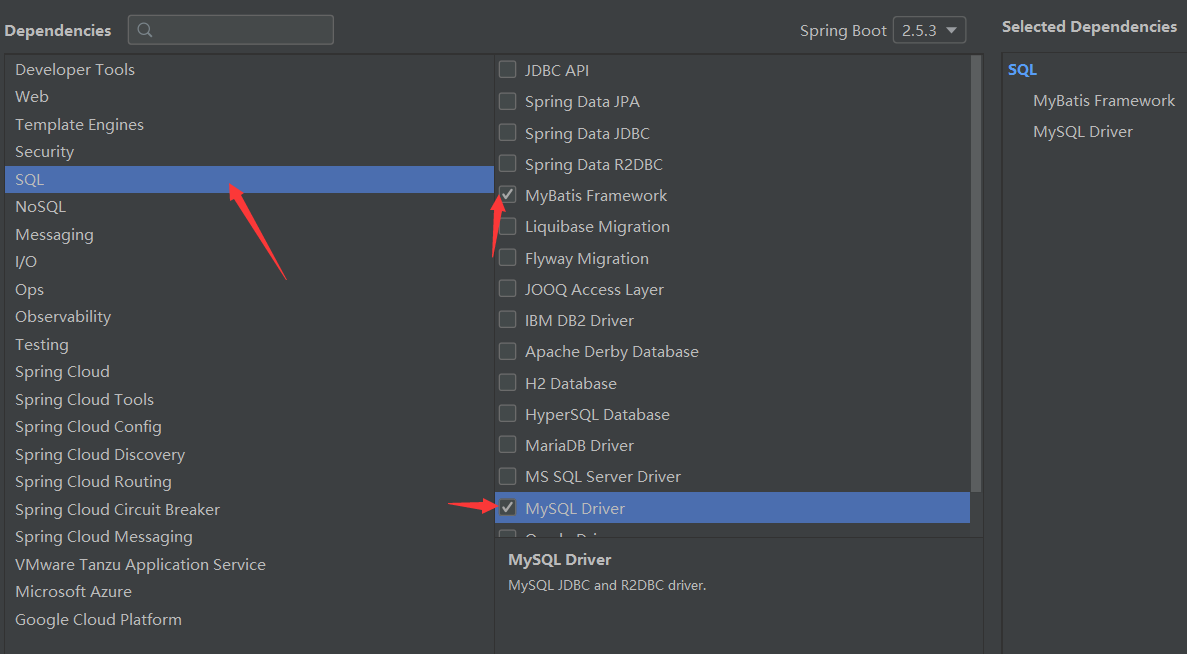 Dependencies
Spring Boot 2.5.3
Selected Dependencies
Developer Tools
Web
Template Engines
Security
SQL
NoSQL
Messaging
I/O
Ops
Observability
Testing
Spring Cloud
Spring Cloud Tools
Spring Cloud Config
Spring Cloud Discovery
Spring Cloud Routing
Spring Cloud Circuit Breaker
Spring Cloud Messaging
VMware Tanzu Application Service
Microsoft Azure
Google Cloud Platform
JDBC API
Spring Data JPA
Spring Data JDBC
Spring Data R2DBC
MyBatis Framework
Liquibase Migration
Flyway Migration
JOOQ Access Layer
IBM DB2 Driver
Apache Derby Database
H2 Database
HyperSQL Database
MariaDB Driver
MS SQL Server Driver
MySQL Driver
MySQL Driver
MySQL JDBC and R2DBC driver.
SQL
MyBatis Framework
MySQL Driver